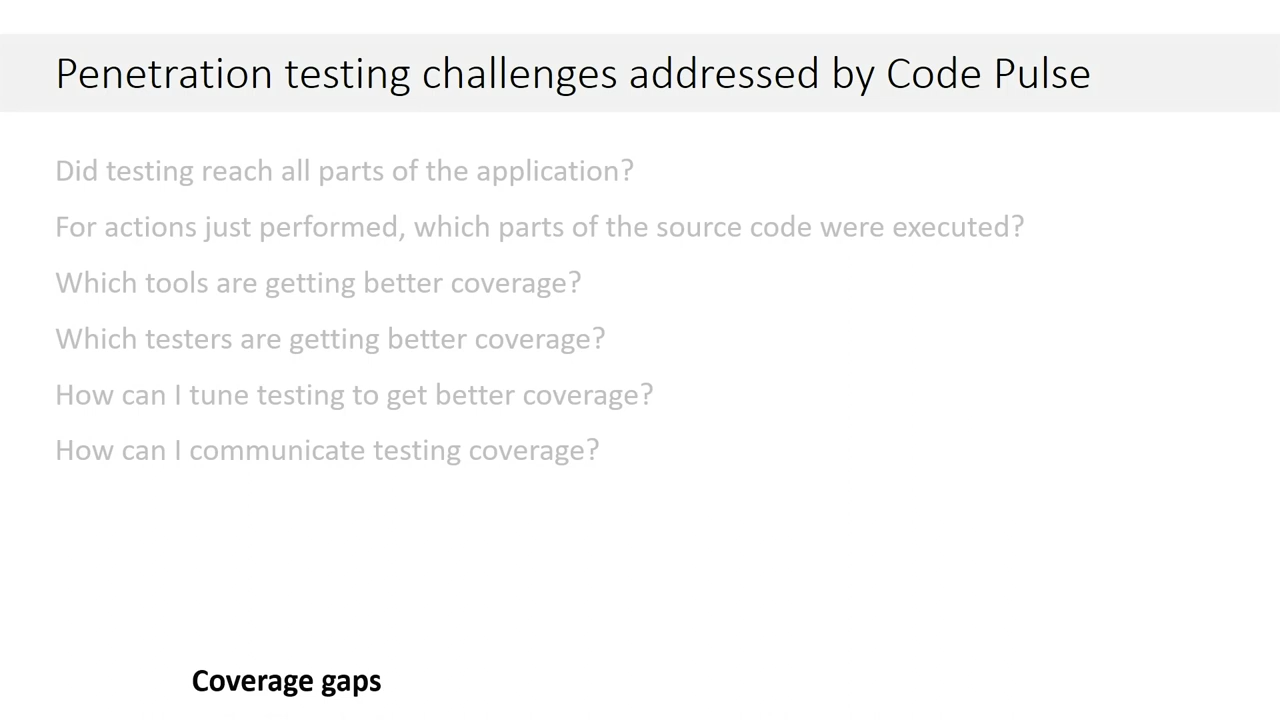 Penetration testing challenges addressed by Code Pulse
Did testing reach all parts of the application?
For actions just performed, which parts of the source code were executed?
Which tools are getting better coverage?
Which testers are getting better coverage?
How can I tune testing to get better coverage?
How can I communicate testing coverage?
Coverage gaps